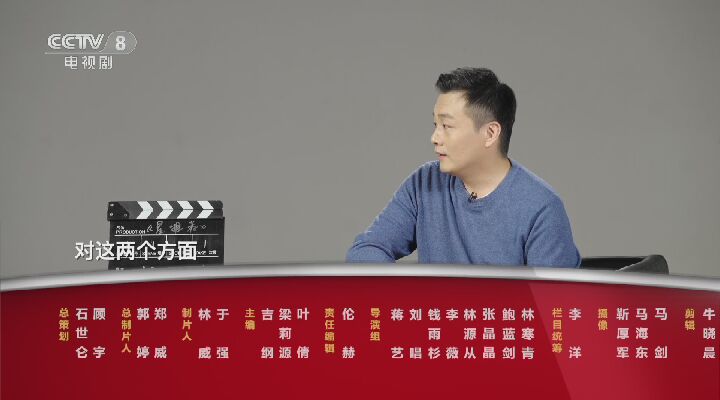 CCTV 8
电视剧
PRODUCTION
对这两个方面
总策划
石世仑
顾宇
总制片人
郭婷
郑威
制片人
林威
于强
主编
吉纲
梁莉源
叶倩
责任编辑
伦赫
导演组
蒋艺
刘唱
钱雨杉
李薇
林源从
张晶晶
鲍蓝剑
林寒青
栏目统筹
李洋
摄像
靳厚军
马海东
马剑
剪辑
牛晓晨